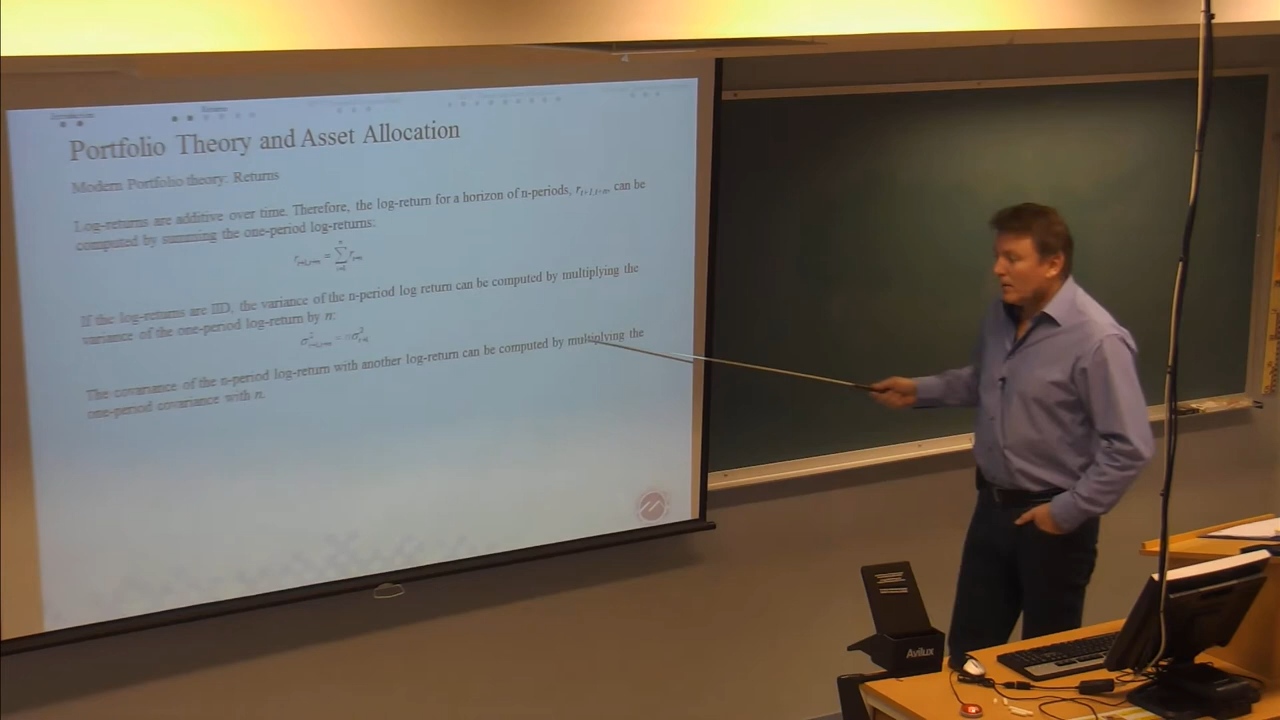 Introduction Returns
Portfolio Theory and Asset Allocation
Modern Portfolio theory: Returns
Log-returns are additive over time. Therefore, the log-return for a horizon of n-periods, r_{t+1,t+n}, can be
computed by summing the one-period log-returns:
If the log-returns are IID, the variance of the n-period log return can be computed by multiplying the
variance of the one-period log-return by n:
The covariance of the n-period log-return with another log-return can be computed by multiplying the
one-period covariance with n.
Avilux